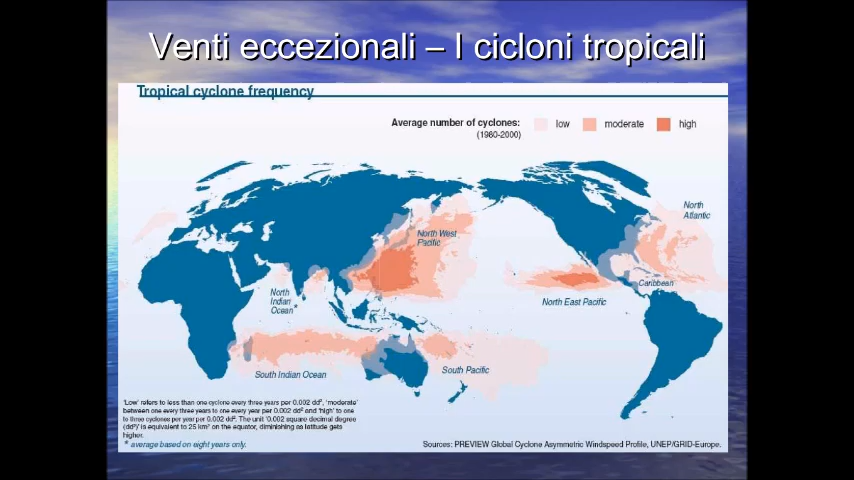 Venti eccezionali – I cicloni tropicali
Tropical cyclone frequency
Average number of cyclones:
(1980-2000)
low
moderate
high
North
Atlantic
North West
Pacific
Caribbean
North
Indian
Ocean*
North East Pacific
South Indian Ocean
South Pacific
'Low' refers to less than one cyclone every three years per 0.002 dd², 'moderate'
between one every three years to one every year per 0.002 dd² and 'high' to one
to three cyclones per year per 0.002 dd². The unit '0.002 square decimal degree
(dd²)' is equivalent to 25 km² on the equator, diminishing as latitude gets
higher.
* average based on eight years only.
Sources: PREVIEW Global Cyclone Asymmetric Windspeed Profile, UNEP/GRID-Europe.